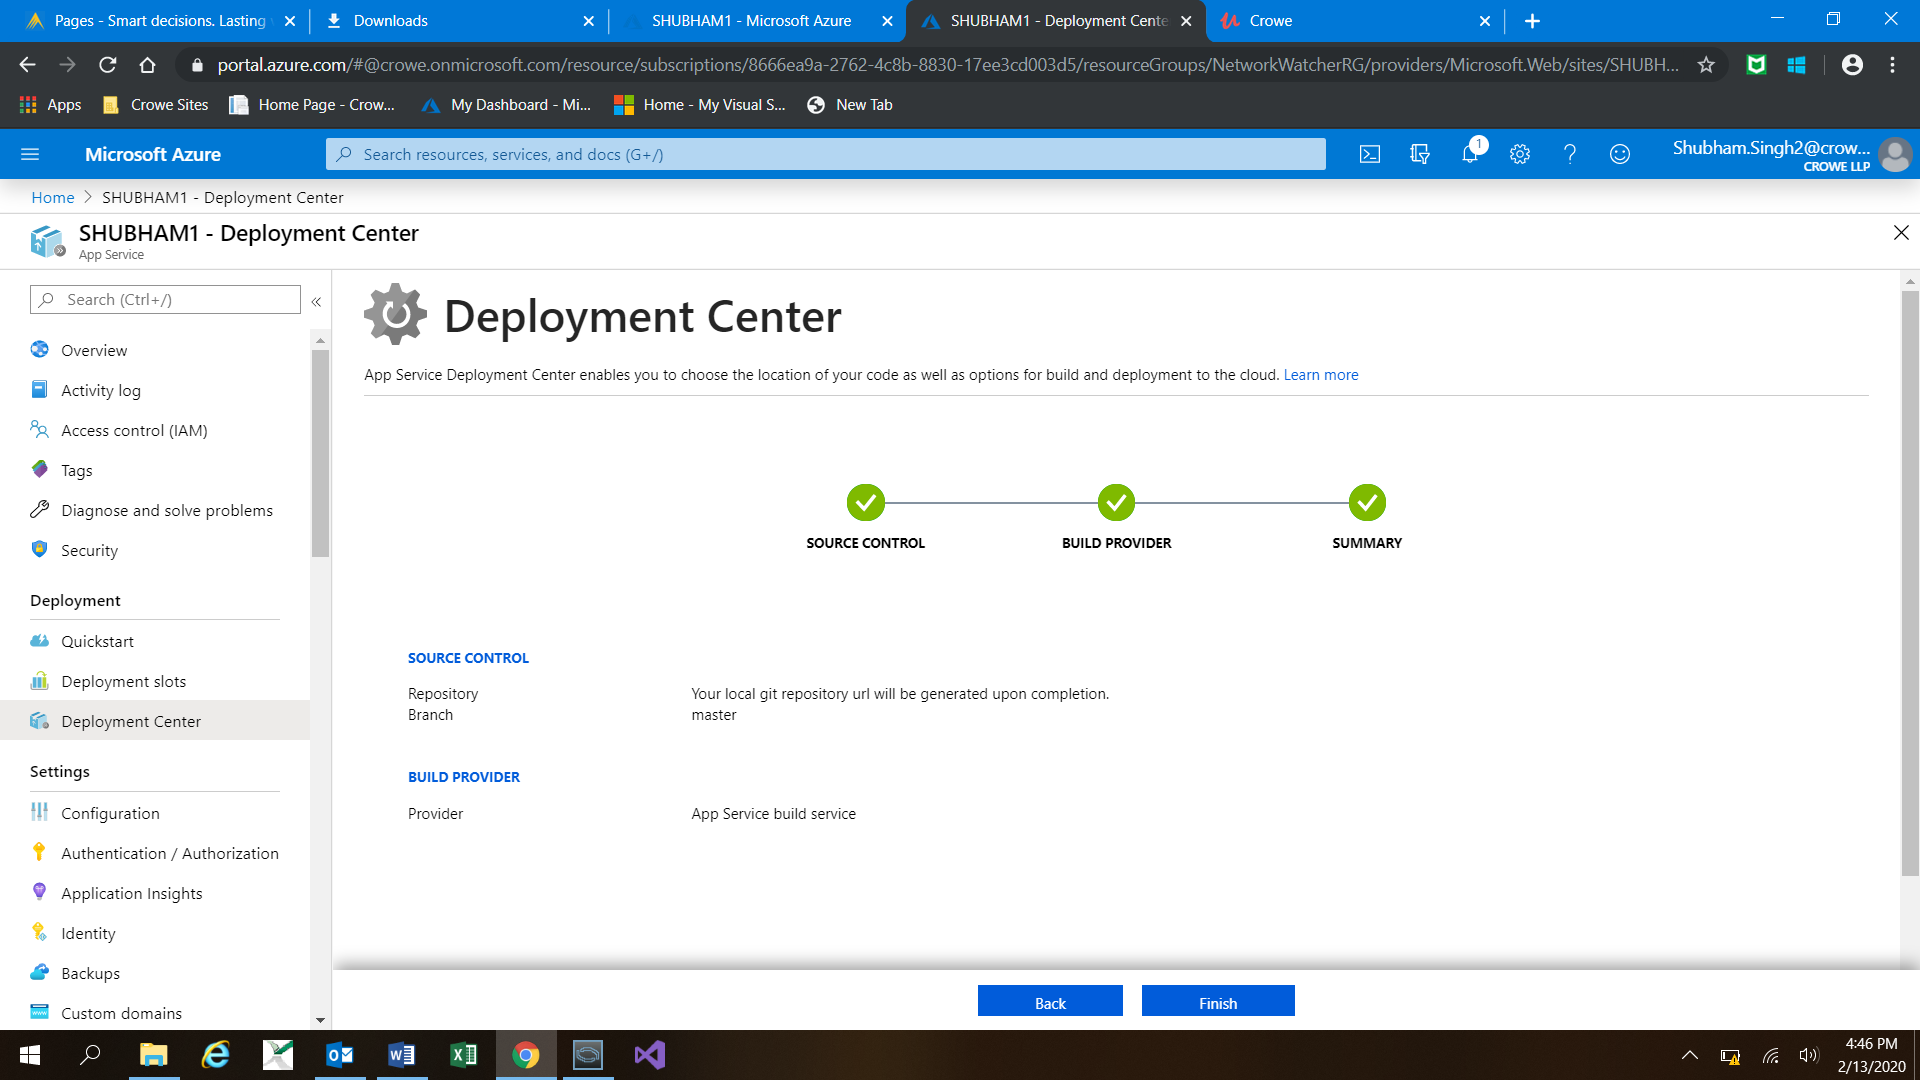 Pages - Smart decisions. Lasting
Downloads
SHUBHAM1 - Microsoft Azure
SHUBHAM1 - Deployment Cente
Crowe
portal.azure.com/#@crowe.onmicrosoft.com/resource/subscriptions/8666ea9a-2762-4c8b-8830-17ee3cd003d5/resourceGroups/NetworkWatcherRG/providers/Microsoft.Web/sites/SHUBH...
Apps
Crowe Sites
Home Page - Crow...
My Dashboard - Mi...
Home - My Visual S...
New Tab
Microsoft Azure
Search resources, services, and docs (G+/)
1
Shubham.Singh2@crow...
CROWE LLP
Home > SHUBHAM1 - Deployment Center
SHUBHAM1 - Deployment Center
App Service
Search (Ctrl+/)
«
Overview
Activity log
Access control (IAM)
Tags
Diagnose and solve problems
Security
Deployment
Quickstart
Deployment slots
Deployment Center
Settings
Configuration
Authentication / Authorization
Application Insights
Identity
Backups
Custom domains
Deployment Center
App Service Deployment Center enables you to choose the location of your code as well as options for build and deployment to the cloud. Learn more
SOURCE CONTROL
BUILD PROVIDER
SUMMARY
SOURCE CONTROL
Repository Your local git repository url will be generated upon completion.
Branch master
BUILD PROVIDER
Provider App Service build service
Back
Finish
4:46 PM
2/13/2020